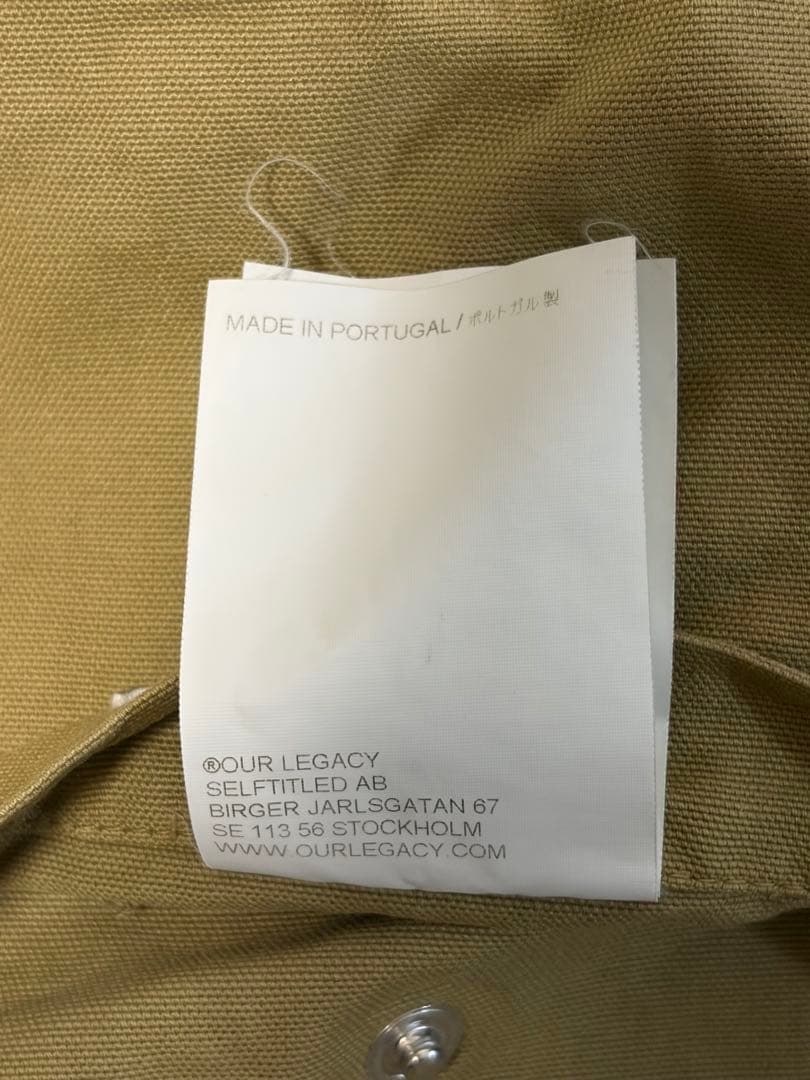 MADE IN PORTUGAL / ポルトガル製
®OUR LEGACY
SELFTITLED AB
BIRGER JARLSGATAN 67
SE 113 56 STOCKHOLM
WWW.OURLEGACY.COM